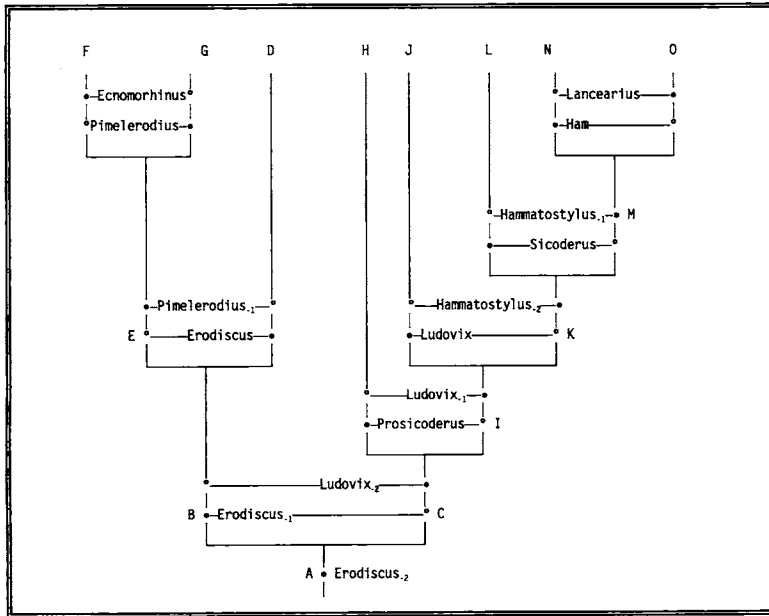 F G D H J L N O
Ecnomorhinus Lancearius
Pimelerodius Ham
Hammatostylus-1 M
Sicoderus
Pimelerodius-1 Hammatostylus-2
E Erodiscus Ludovix K
Ludovix-1
Prosicoderus I
Ludovix-2
B Erodiscus-1 C
A Erodiscus-2